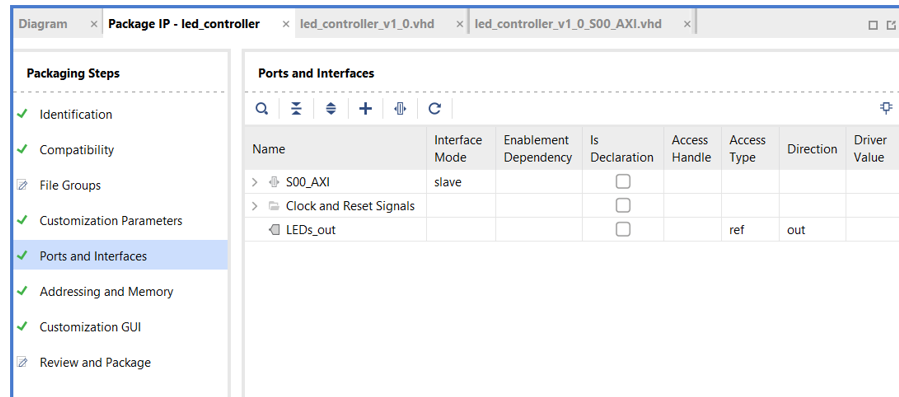 Diagram
Package IP - led_controller
led_controller_v1_0.vhd
led_controller_v1_0_S00_AXI.vhd
Packaging Steps
Identification
Compatibility
File Groups
Customization Parameters
Ports and Interfaces
Addressing and Memory
Customization GUI
Review and Package
Ports and Interfaces
Name
Interface
Mode
Enablement
Dependency
Is
Declaration
Access
Handle
Access
Type
Direction
Driver
Value
S00_AXI slave
Clock and Reset Signals
LEDs_out ref out